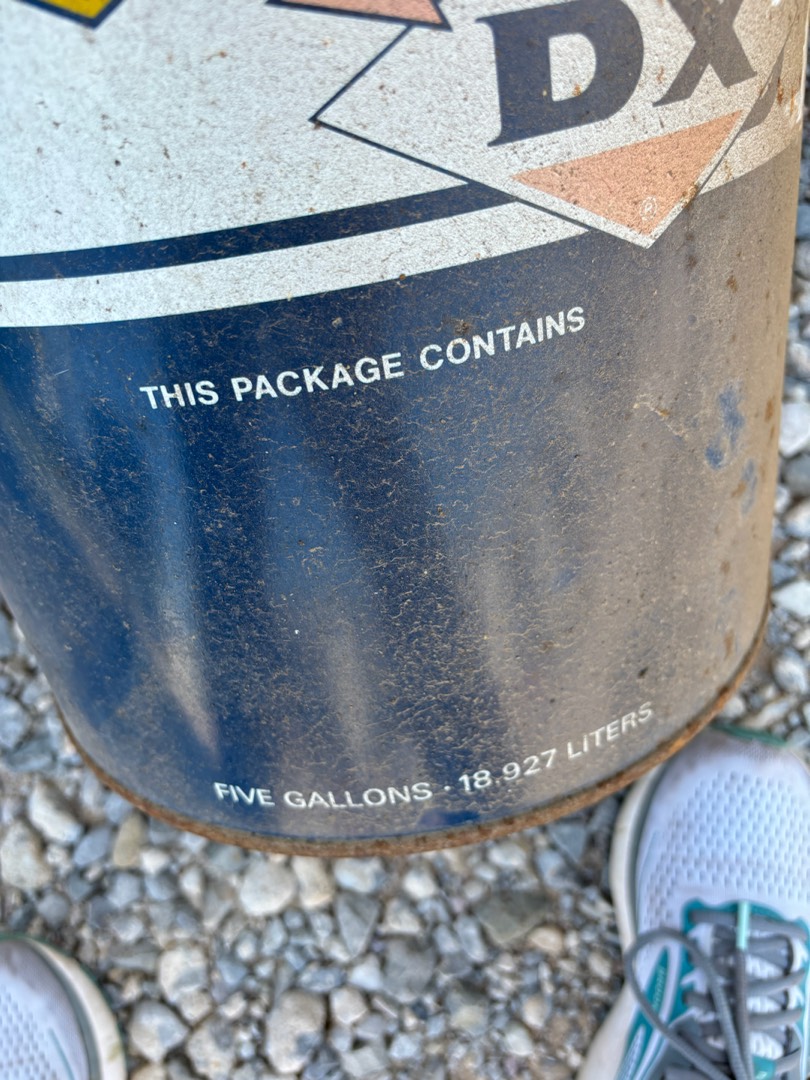 DX
®
THIS PACKAGE CONTAINS
FIVE GALLONS · 18.927 LITERS